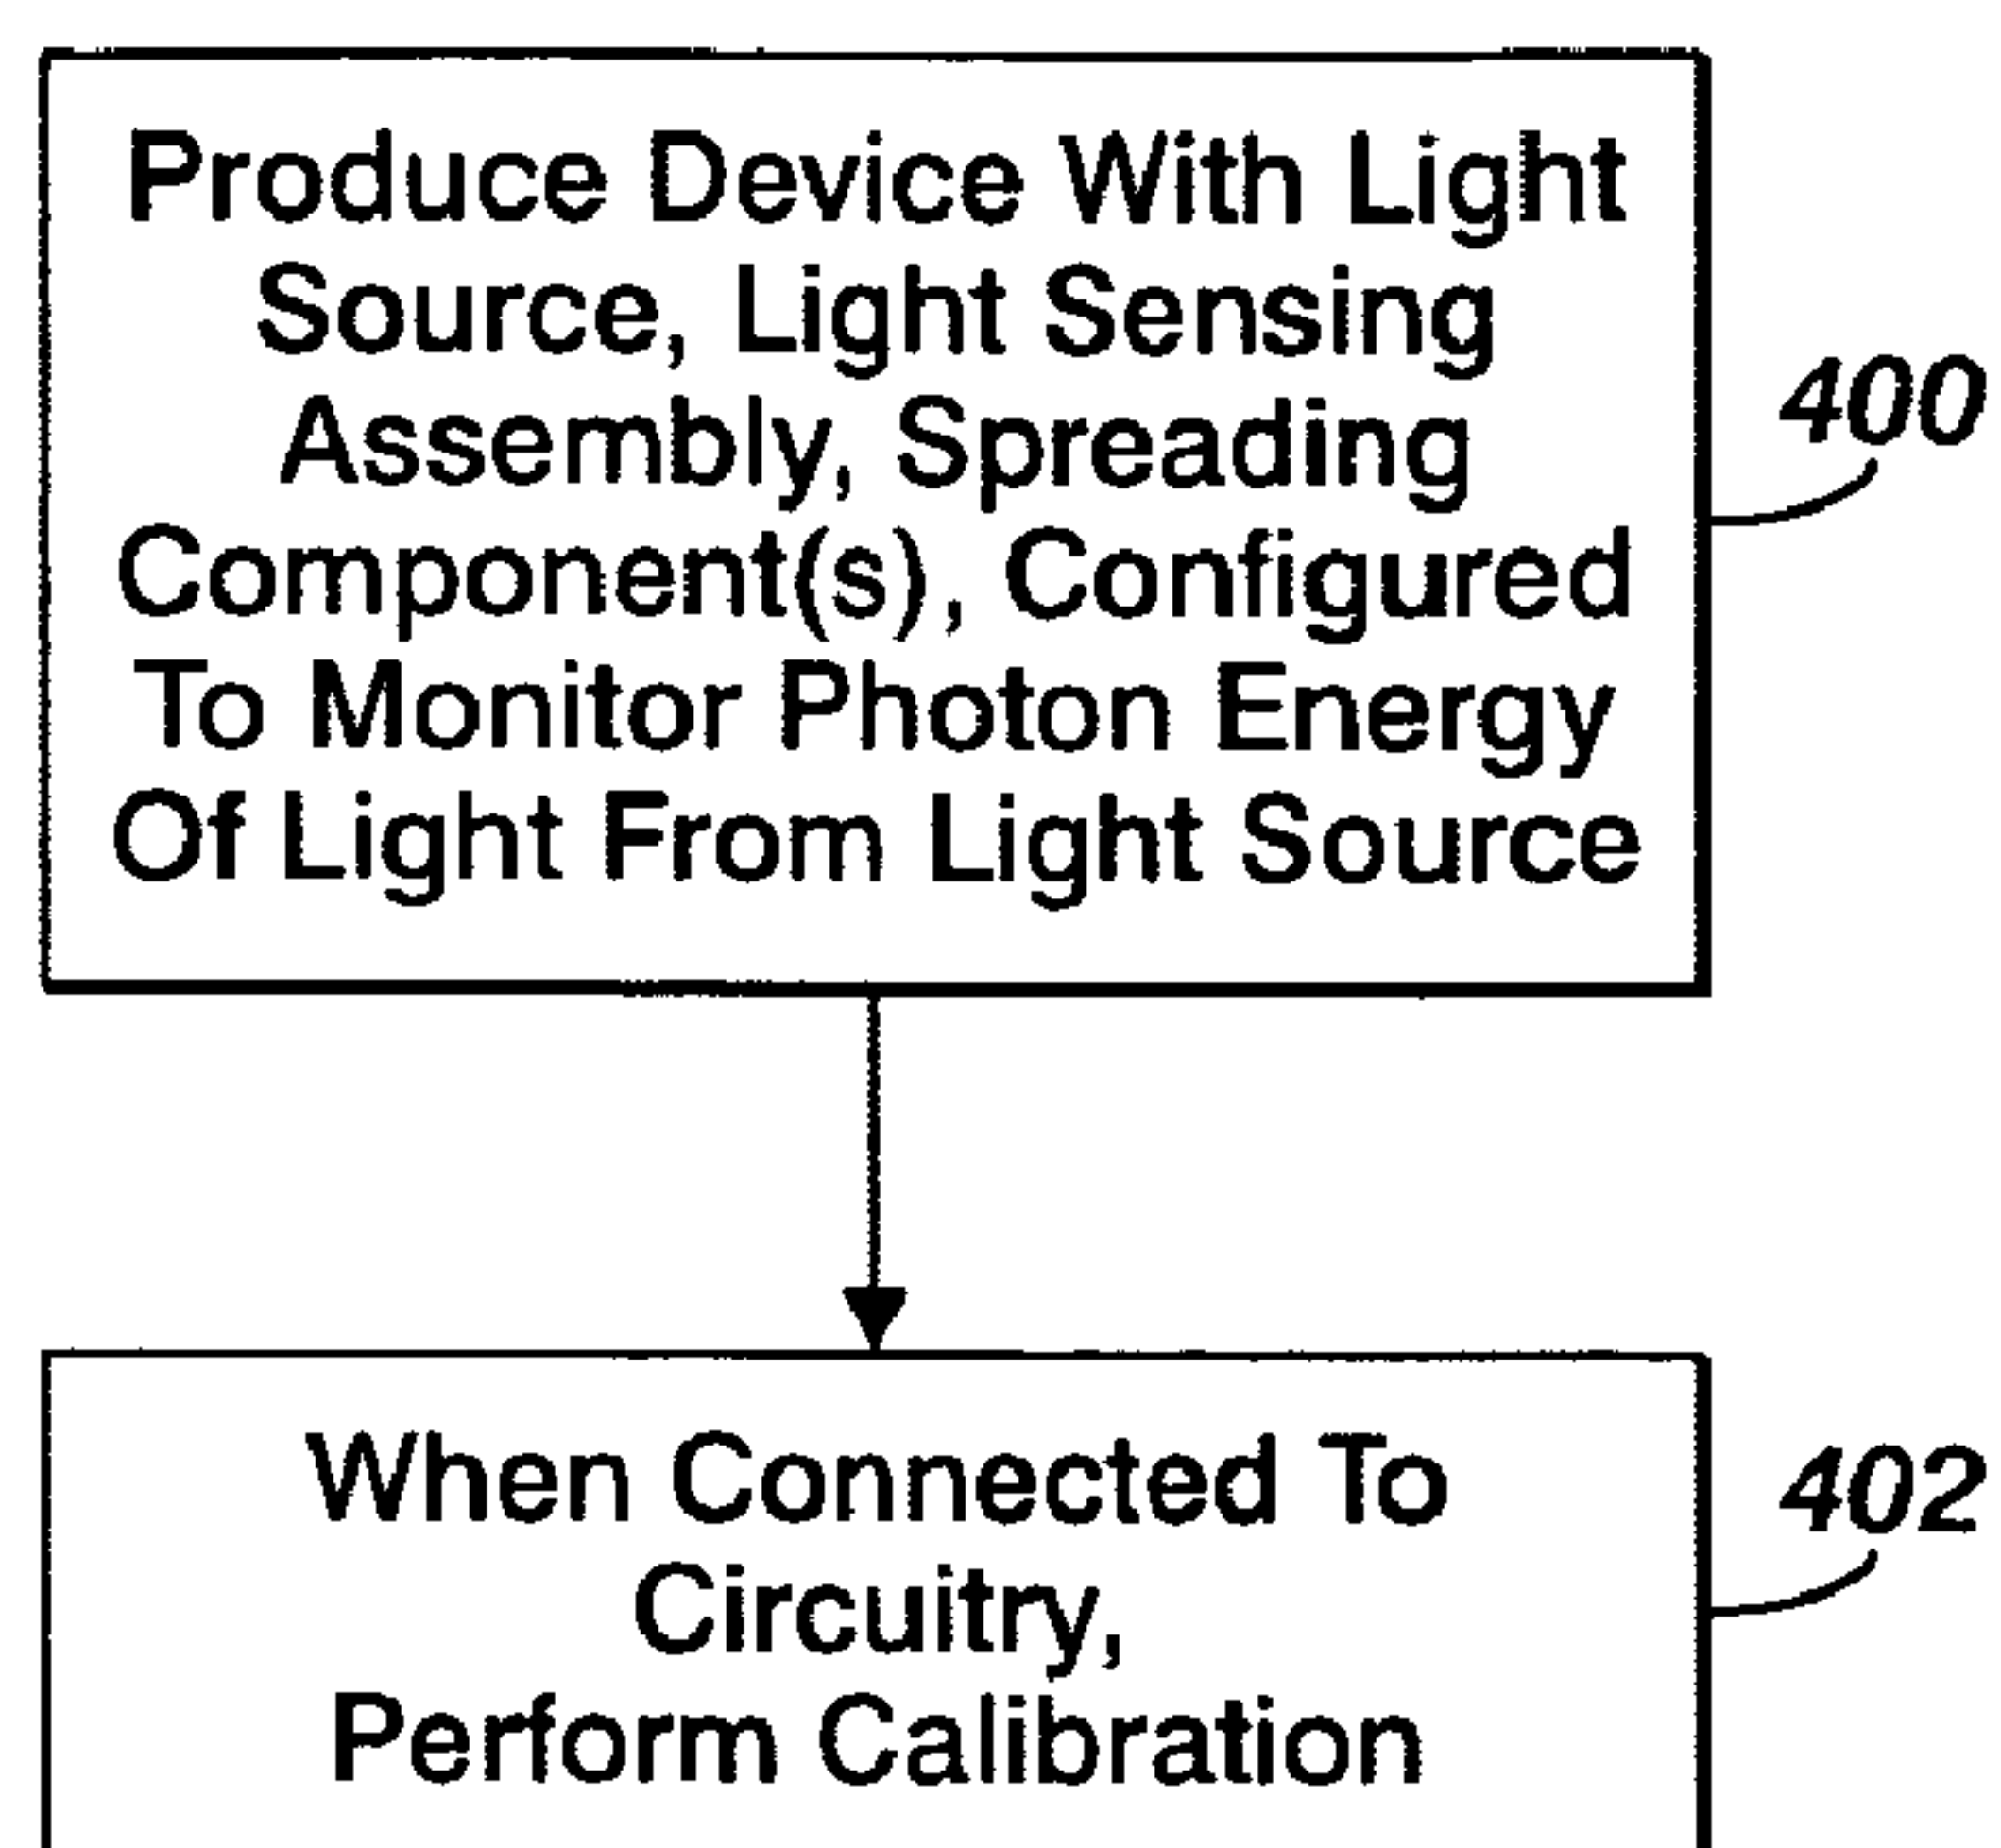 Produce Device With Light
Source, Light Sensing
Assembly, Spreading
Component(s), Configured
To Monitor Photon Energy
Of Light From Light Source
400
When Connected To
Circuitry,
Perform Calibration
402